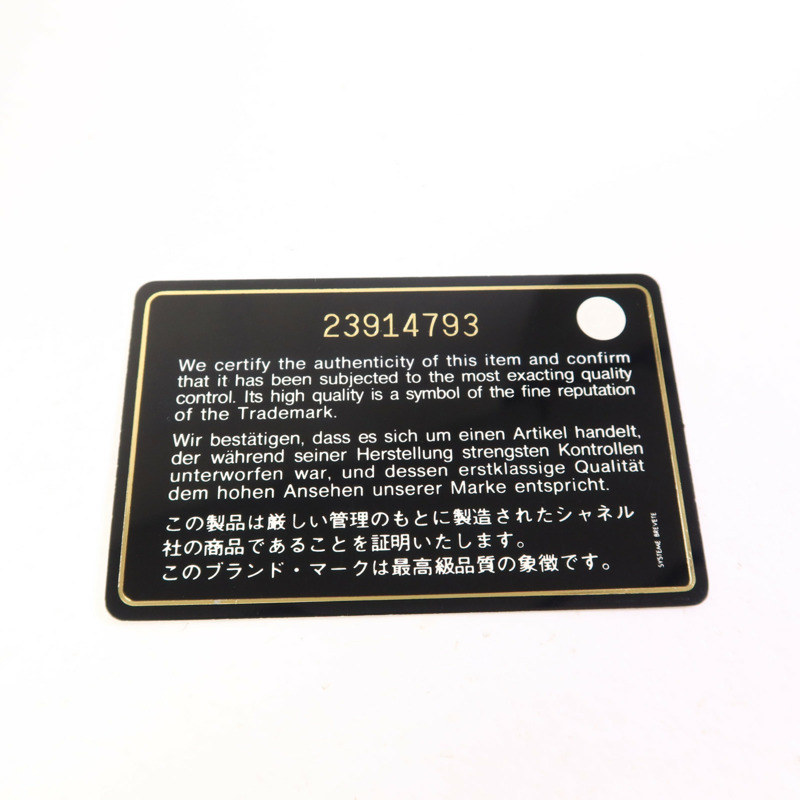 23914793
We certify the authenticity of this item and confirm
that it has been subjected to the most exacting quality
control. Its high quality is a symbol of the fine reputation
of the Trademark.
Wir bestätigen, dass es sich um einen Artikel handelt,
der während seiner Herstellung strengsten Kontrollen
unterworfen war, und dessen erstklassige Qualität
dem hohen Ansehen unserer Marke entspricht.
この製品は厳しい管理のもとに製造されたシャネル
社の商品であることを証明いたします。
このブランド・マークは最高級品質の象徴です。
SYSTEME BREVETE